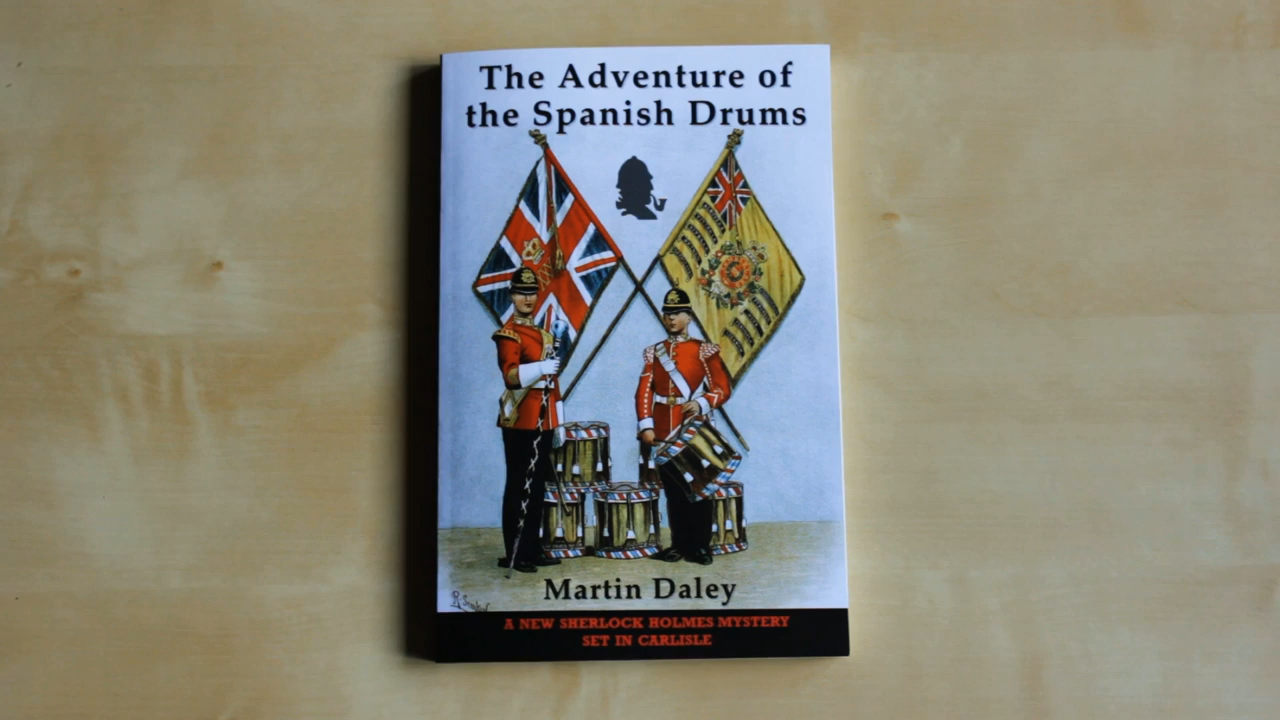 The Adventure of
the Spanish Drums
Martin Daley
A NEW SHERLOCK HOLMES MYSTERY
SET IN CARLISLE